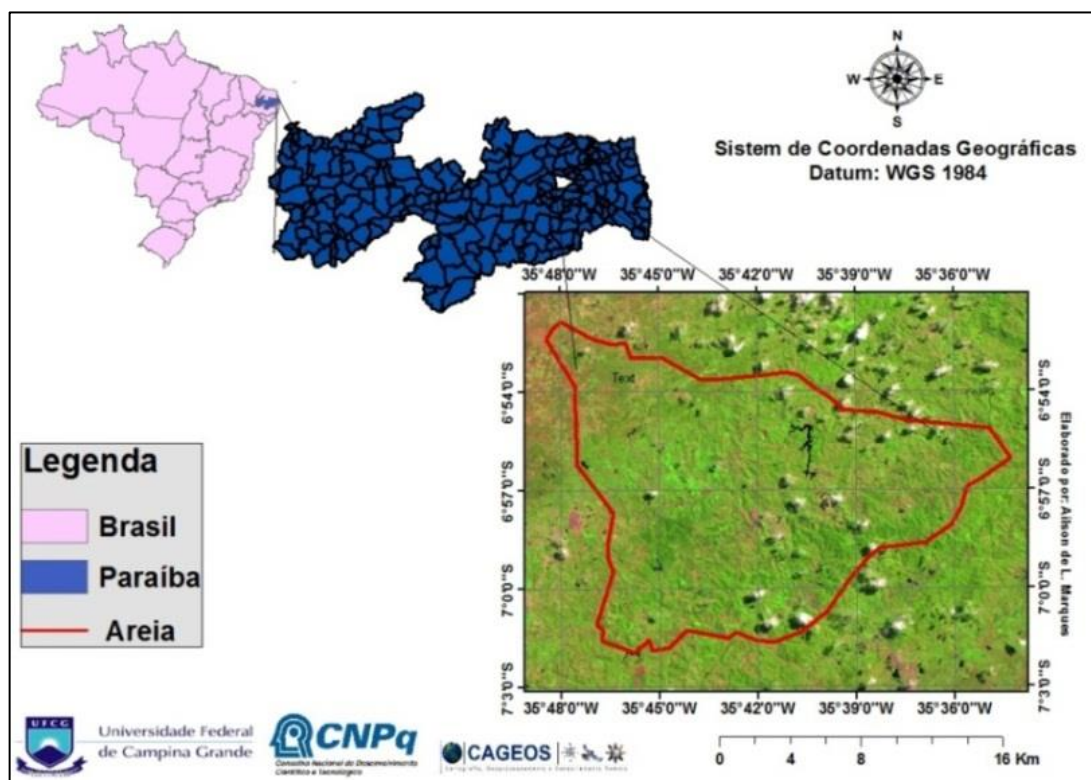 N
W E
S
Sistem de Coordenadas Geográficas
Datum: WGS 1984
35°48'0"W 35°45'0"W 35°42'0"W 35°39'0"W 35°36'0"W
Text
6°54'0"S 6°54'0"S
6°57'0"S 6°57'0"S
7°0'0"S 7°0'0"S
7°3'0"S 7°3'0"S
35°48'0"W 35°45'0"W 35°42'0"W 35°39'0"W 35°36'0"W
Elaborado por: Ailson de L. Marques
Legenda
Brasil
Paraíba
Areia
UFCG
Universidade Federal
de Campina Grande
CNPq
Conselho Nacional de Desenvolvimento
Científico e Tecnológico
CAGEOS
0 4 8 16 Km